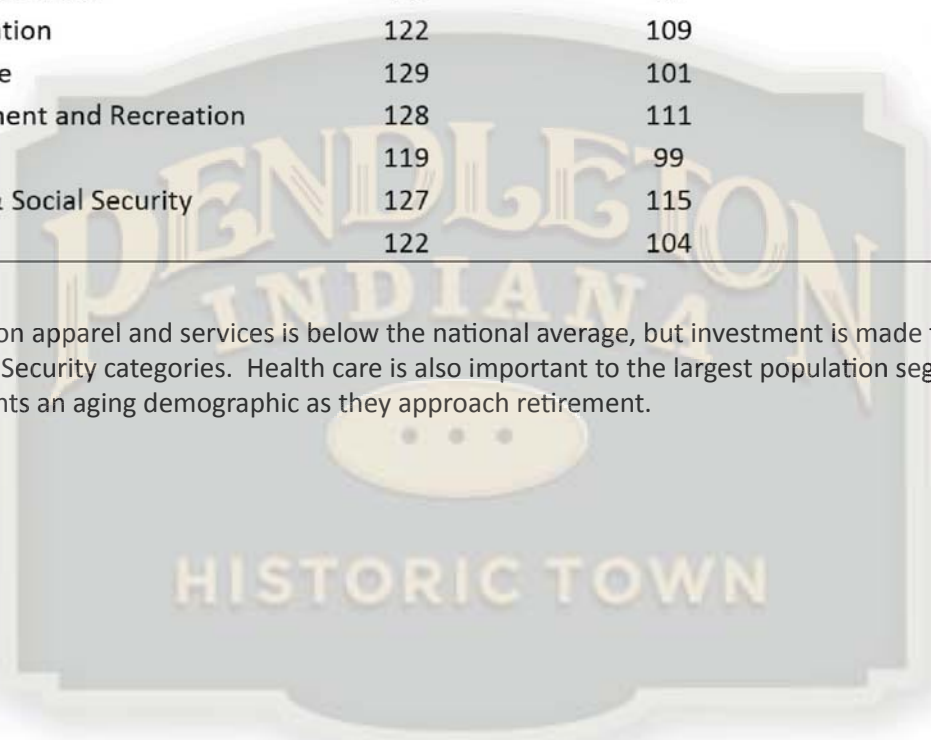 tion 122 109
e 129 101
ment and Recreation 128 111
119 99
& Social Security 127 115
122 104
on apparel and services is below the national average, but investment is made
Security categories. Health care is also important to the largest population seg
nts an aging demographic as they approach retirement.
PENDLETON
INDIANA
HISTORIC TOWN